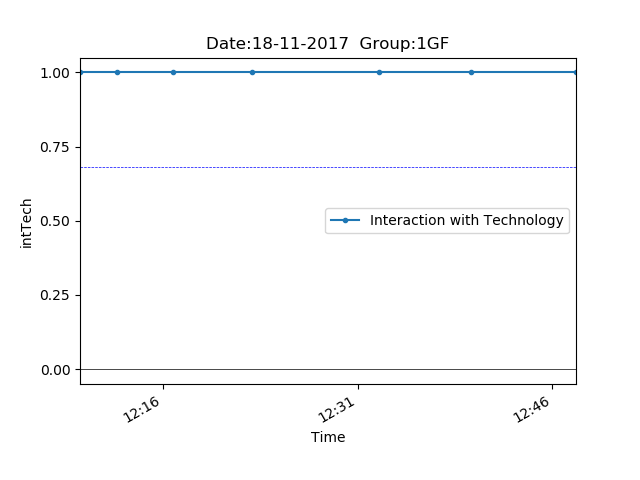 Date:18-11-2017  Group:1GF
1.00
0.75
0.50
0.25
0.00
intTech
Interaction with Technology
12:16
12:31
12:46
Time